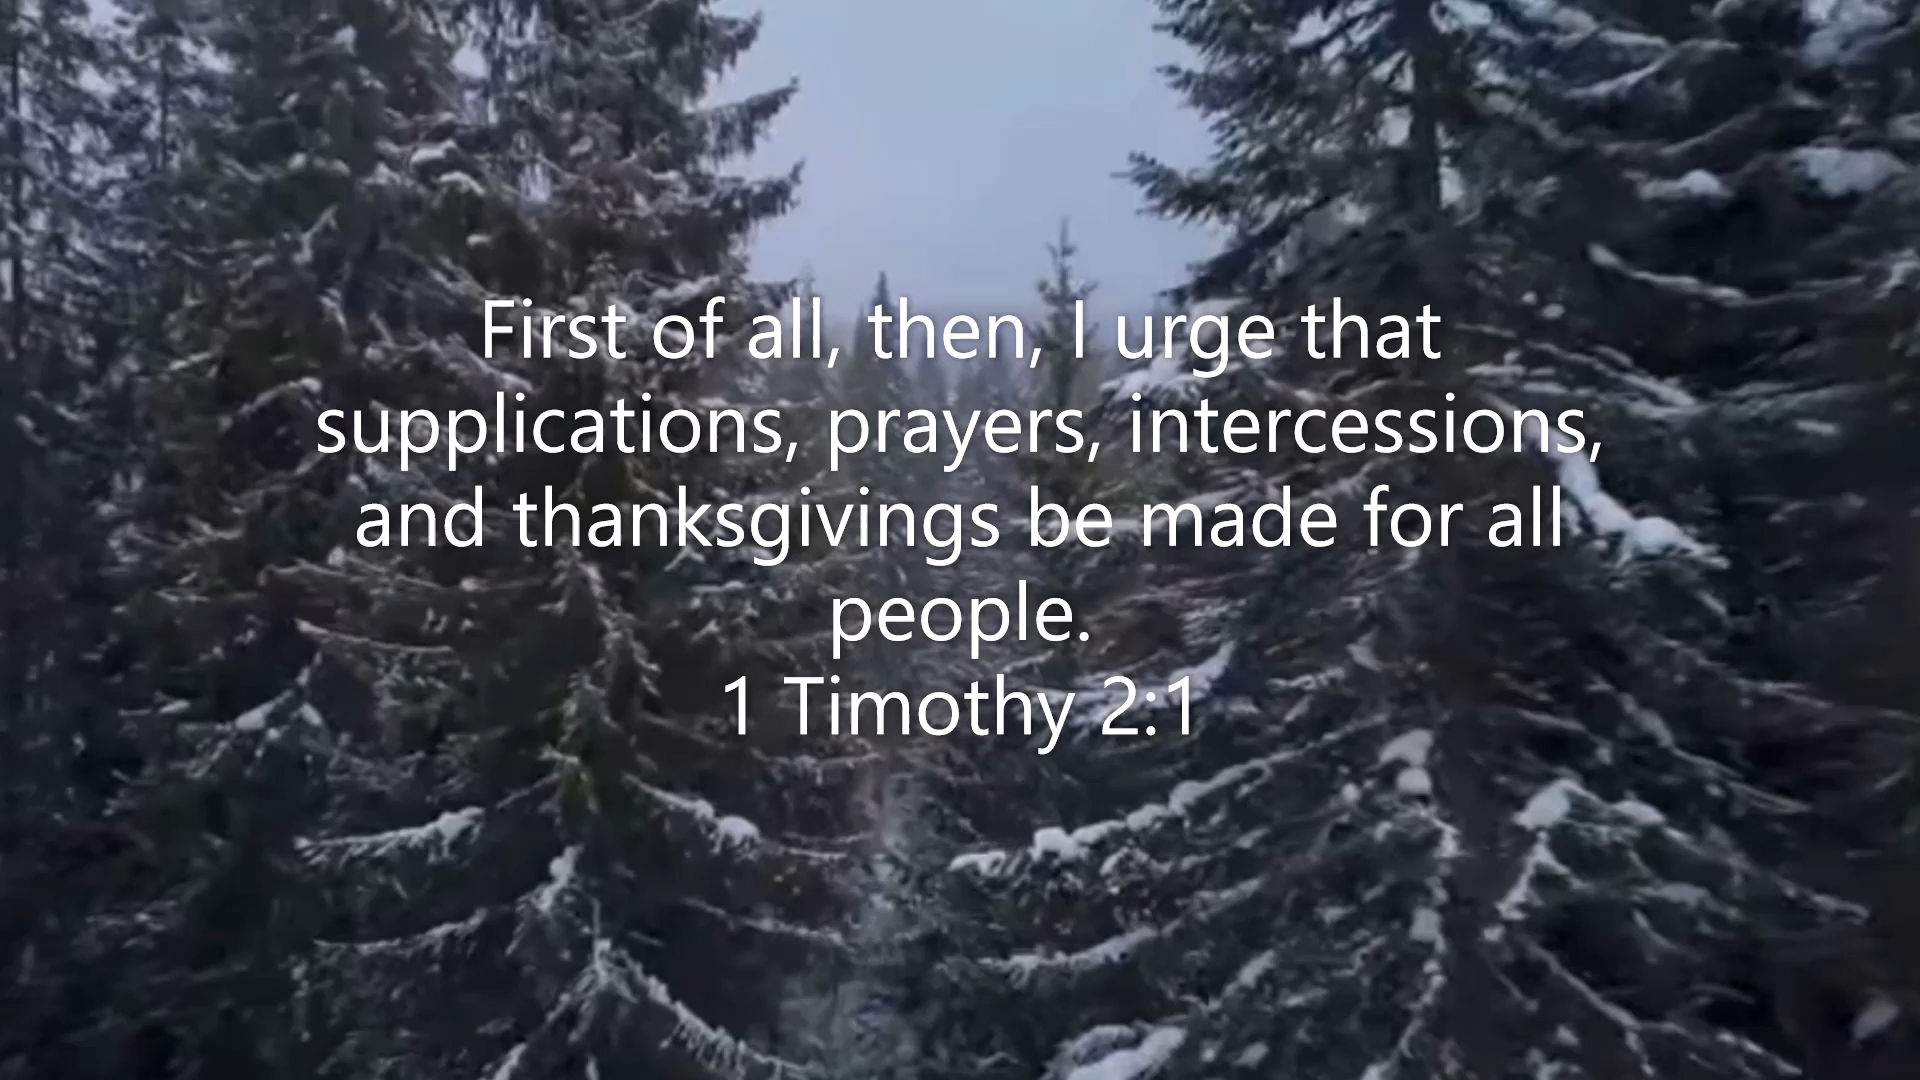 First of all, then, I urge that
supplications, prayers, intercessions,
and thanksgivings be made for all
people.
1 Timothy 2:1